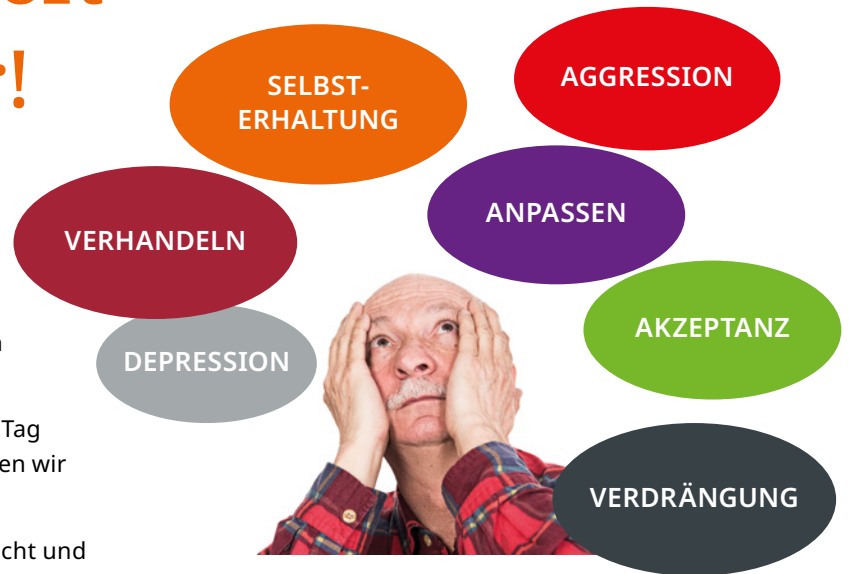 r!
SELBST-
ERHALTUNG
AGGRESSION
VERHANDELN
ANPASSEN
DEPRESSION
AKZEPTANZ
VERDRÄNGUNG
Tag
en wir
cht und